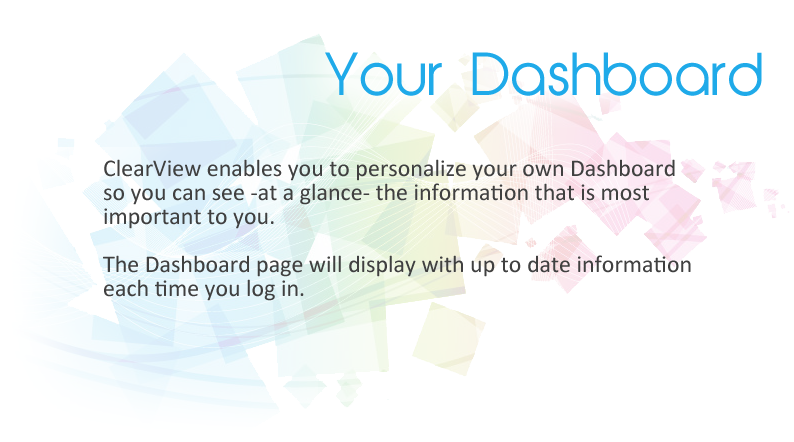 Your Dashboard
ClearView enables you to personalize your own Dashboard
so you can see -at a glance- the information that is most
important to you.
The Dashboard page will display with up to date information
each time you log in.